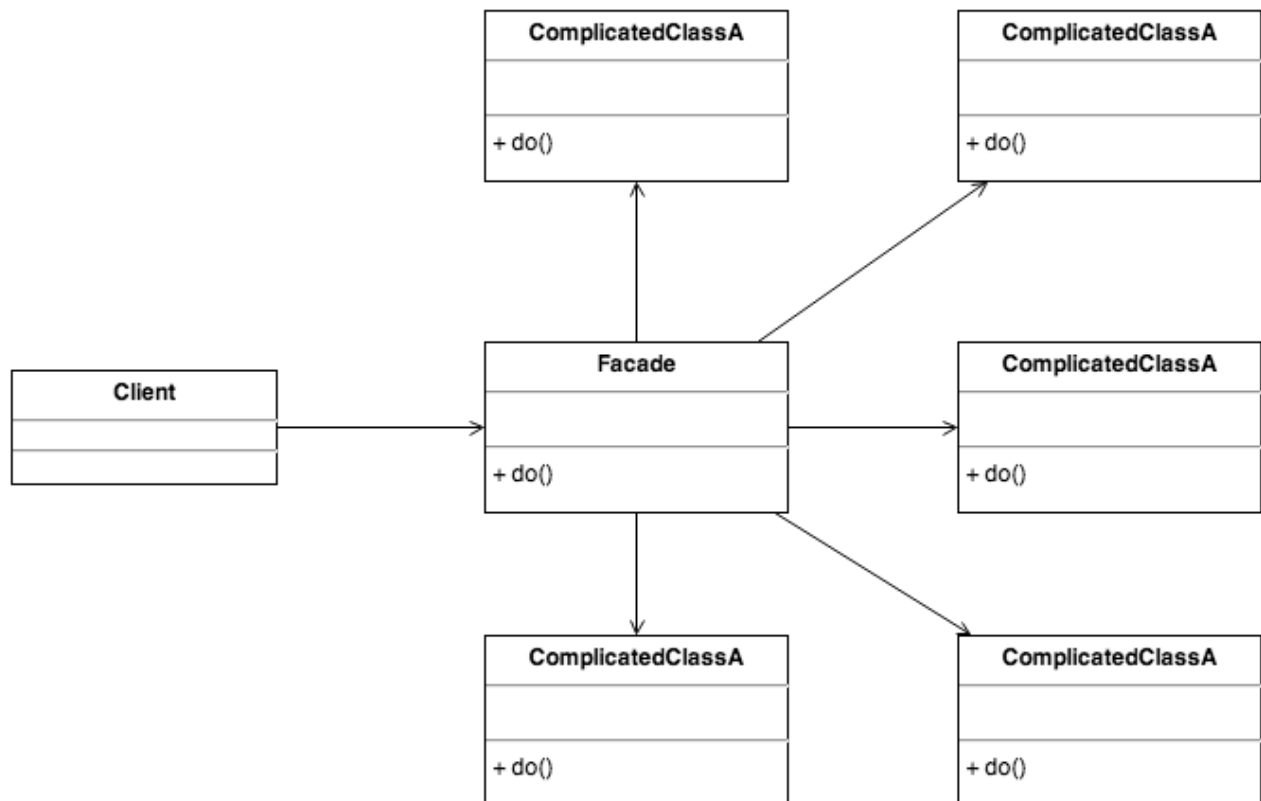 ComplicatedClassA
+ do()
ComplicatedClassA
+ do()
Client
Facade
+ do()
ComplicatedClassA
+ do()
ComplicatedClassA
+ do()
ComplicatedClassA
+ do()